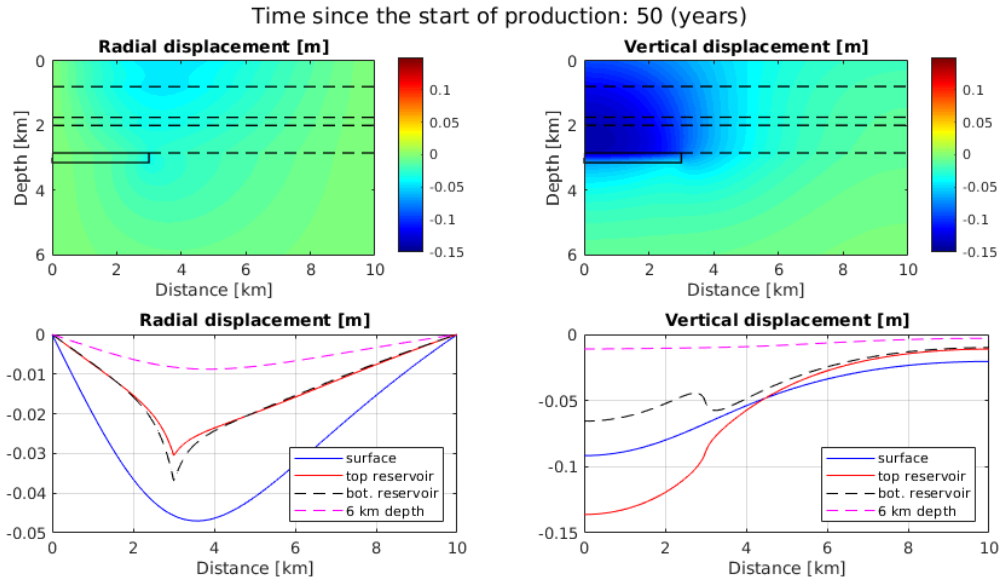 Time since the start of production: 50 (years)
Radial displacement [m]
0
2
4
6
Depth [km]
0 2 4 6 8 10
Distance [km]
0.1
0.05
0
-0.05
-0.1
-0.15
Vertical displacement [m]
0
2
4
6
Depth [km]
0 2 4 6 8 10
Distance [km]
0.1
0.05
0
-0.05
-0.1
-0.15
Radial displacement [m]
0
-0.01
-0.02
-0.03
-0.04
-0.05
surface
top reservoir
bot. reservoir
6 km depth
0 2 4 6 8 10
Distance [km]
Vertical displacement [m]
0
-0.05
-0.1
-0.15
surface
top reservoir
bot. reservoir
6 km depth
0 2 4 6 8 10
Distance [km]